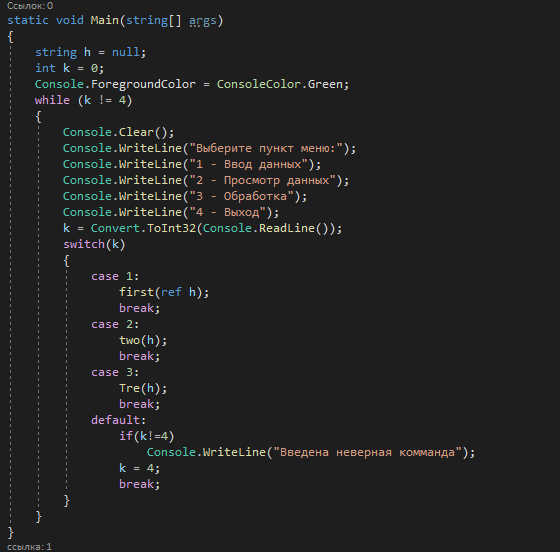 Ссылок: 0
static void Main(string[] args)
{
string h = null;
int k = 0;
Console.ForegroundColor = ConsoleColor.Green;
while (k != 4)
{
Console.Clear();
Console.WriteLine("Выберите пункт меню:");
Console.WriteLine("1 - Ввод данных");
Console.WriteLine("2 - Просмотр данных");
Console.WriteLine("3 - Обработка");
Console.WriteLine("4 - Выход");
k = Convert.ToInt32(Console.ReadLine());
switch(k)
{
case 1:
first(ref h);
break;
case 2:
two(h);
break;
case 3:
Tre(h);
break;
default:
if(k!=4)
Console.WriteLine("Введена неверная комманда");
k = 4;
break;
}
}
}
ссылка: 1